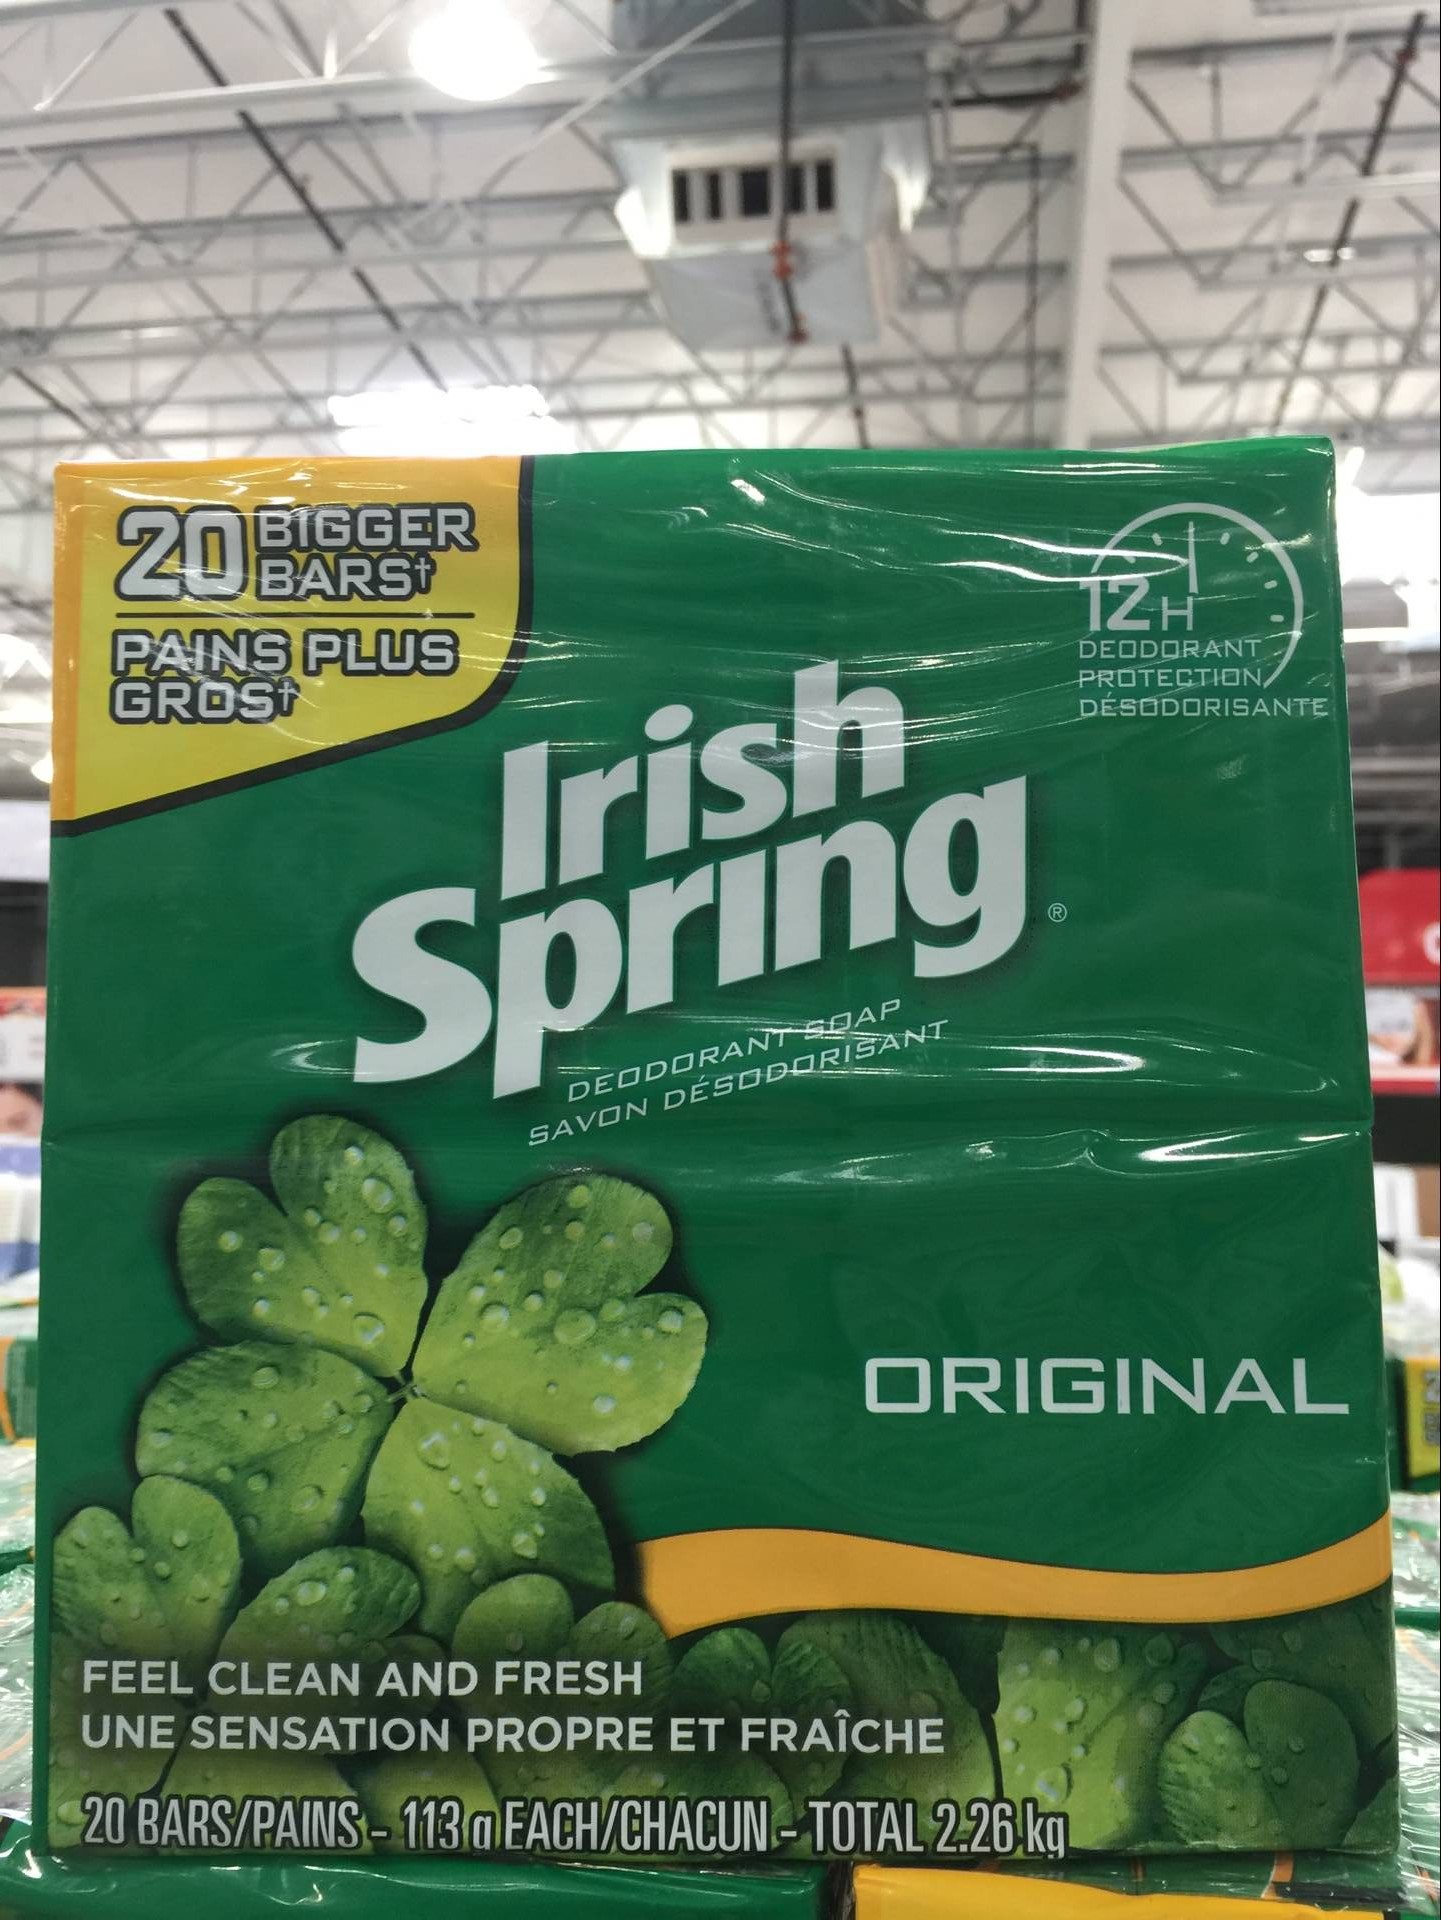 20 BIGGER
BARS†
PAINS PLUS
GROS†
12H
DEODORANT
PROTECTION
DÉSODORISANTE
Irish
Spring®
DEODORANT SOAP
SAVON DÉSODORISANT
ORIGINAL
FEEL CLEAN AND FRESH
UNE SENSATION PROPRE ET FRAÎCHE
20 BARS/PAINS - 113 g EACH/CHACUN - TOTAL 2.26 kg